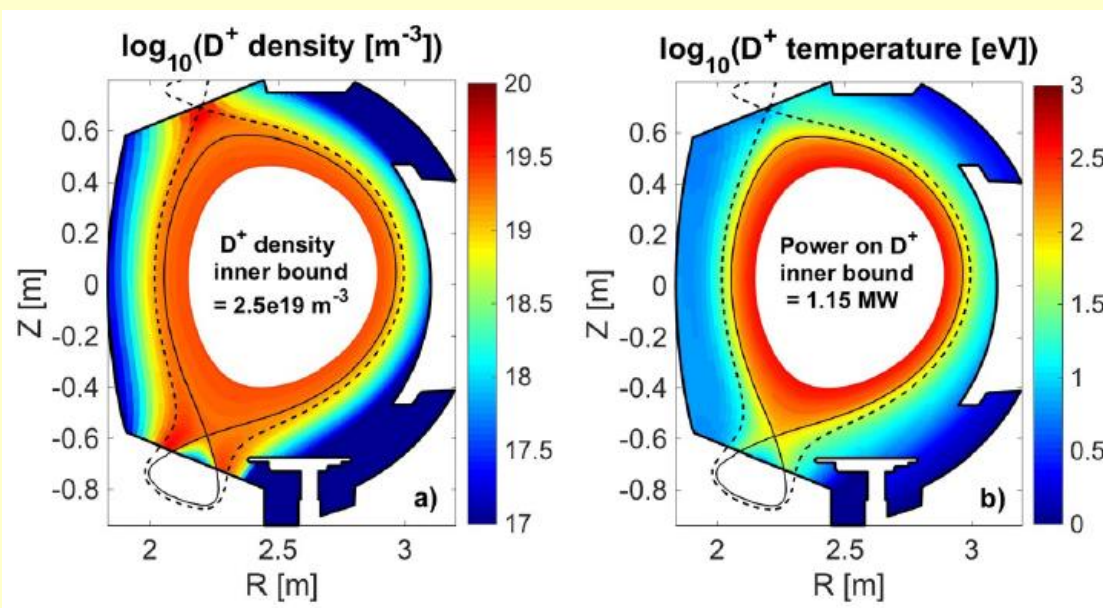 log10(D+ density [m-3])
20
19.5
19
18.5
18
17.5
17
0.6
0.4
0.2
0
-0.2
-0.4
-0.6
-0.8
Z [m]
D+ density
inner bound
= 2.5e19 m-3
a)
2
2.5
3
R [m]
log10(D+ temperature [eV])
3
2.5
2
1.5
1
0.5
0
0.6
0.4
0.2
0
-0.2
-0.4
-0.6
-0.8
Z [m]
Power on D+
inner bound
= 1.15 MW
b)
2
2.5
3
R [m]